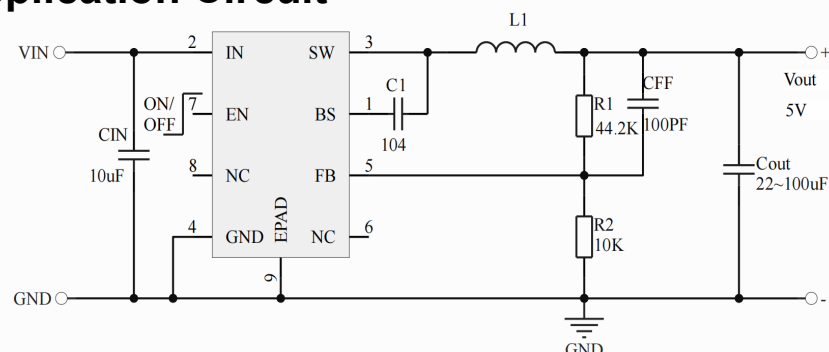 plication Circuit
L1
VIN
2
IN
SW
3
C1
CFF
+
Vout
5V
ON/
OFF
7
EN
BS
1
104
R1
44.2K
100PF
CIN
10uF
8
NC
FB
5
Cout
22~100uF
4
GND
EPAD
NC
6
R2
10K
9
GND
-
GND